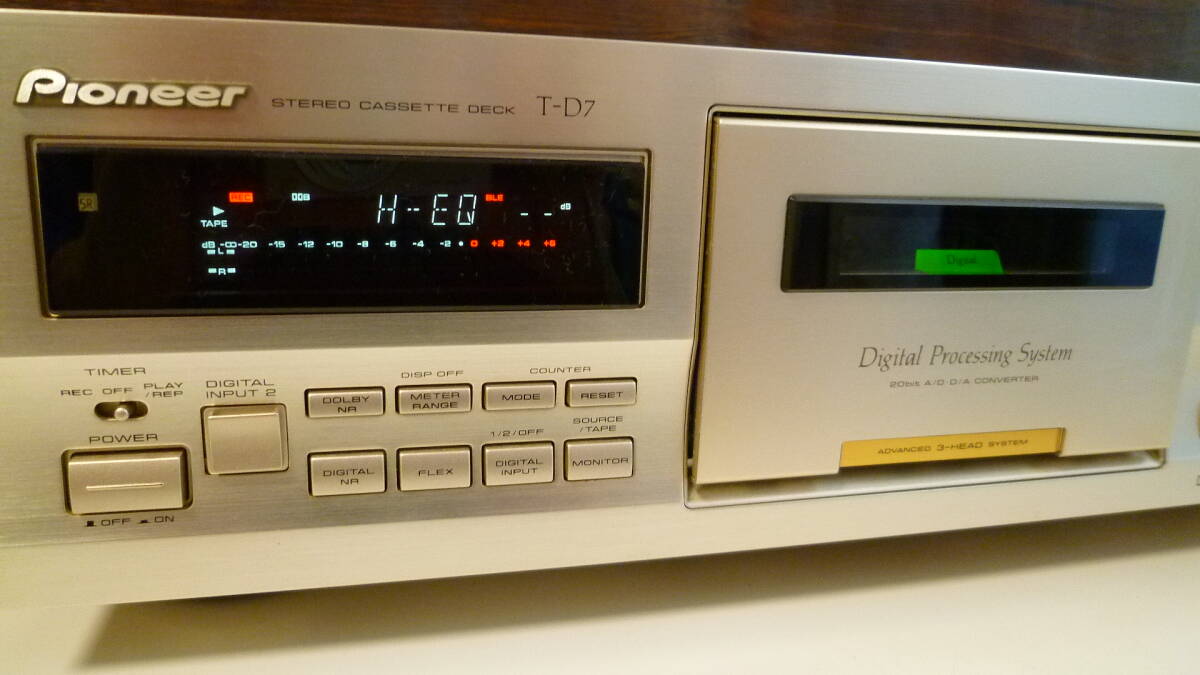 Pioneer STEREO CASSETTE DECK T-D7
SR
REC ▯▯B H-EQ BLE -- dB
TAPE
dB -∞ -20 -15 -12 -10 -8 -6 -4 -2 • 0 +2 +4 +6
L
R
Digital
Digital Processing System
20bit A/D·D/A CONVERTER
ADVANCED 3-HEAD SYSTEM
TIMER
REC OFF PLAY
/REP
DIGITAL
INPUT 2
DISP OFF
COUNTER
DOLBY
NR
METER
RANGE
MODE
RESET
POWER
OFF ON
1/2/OFF
SOURCE
/TAPE
DIGITAL
NR
FLEX
DIGITAL
INPUT
MONITOR